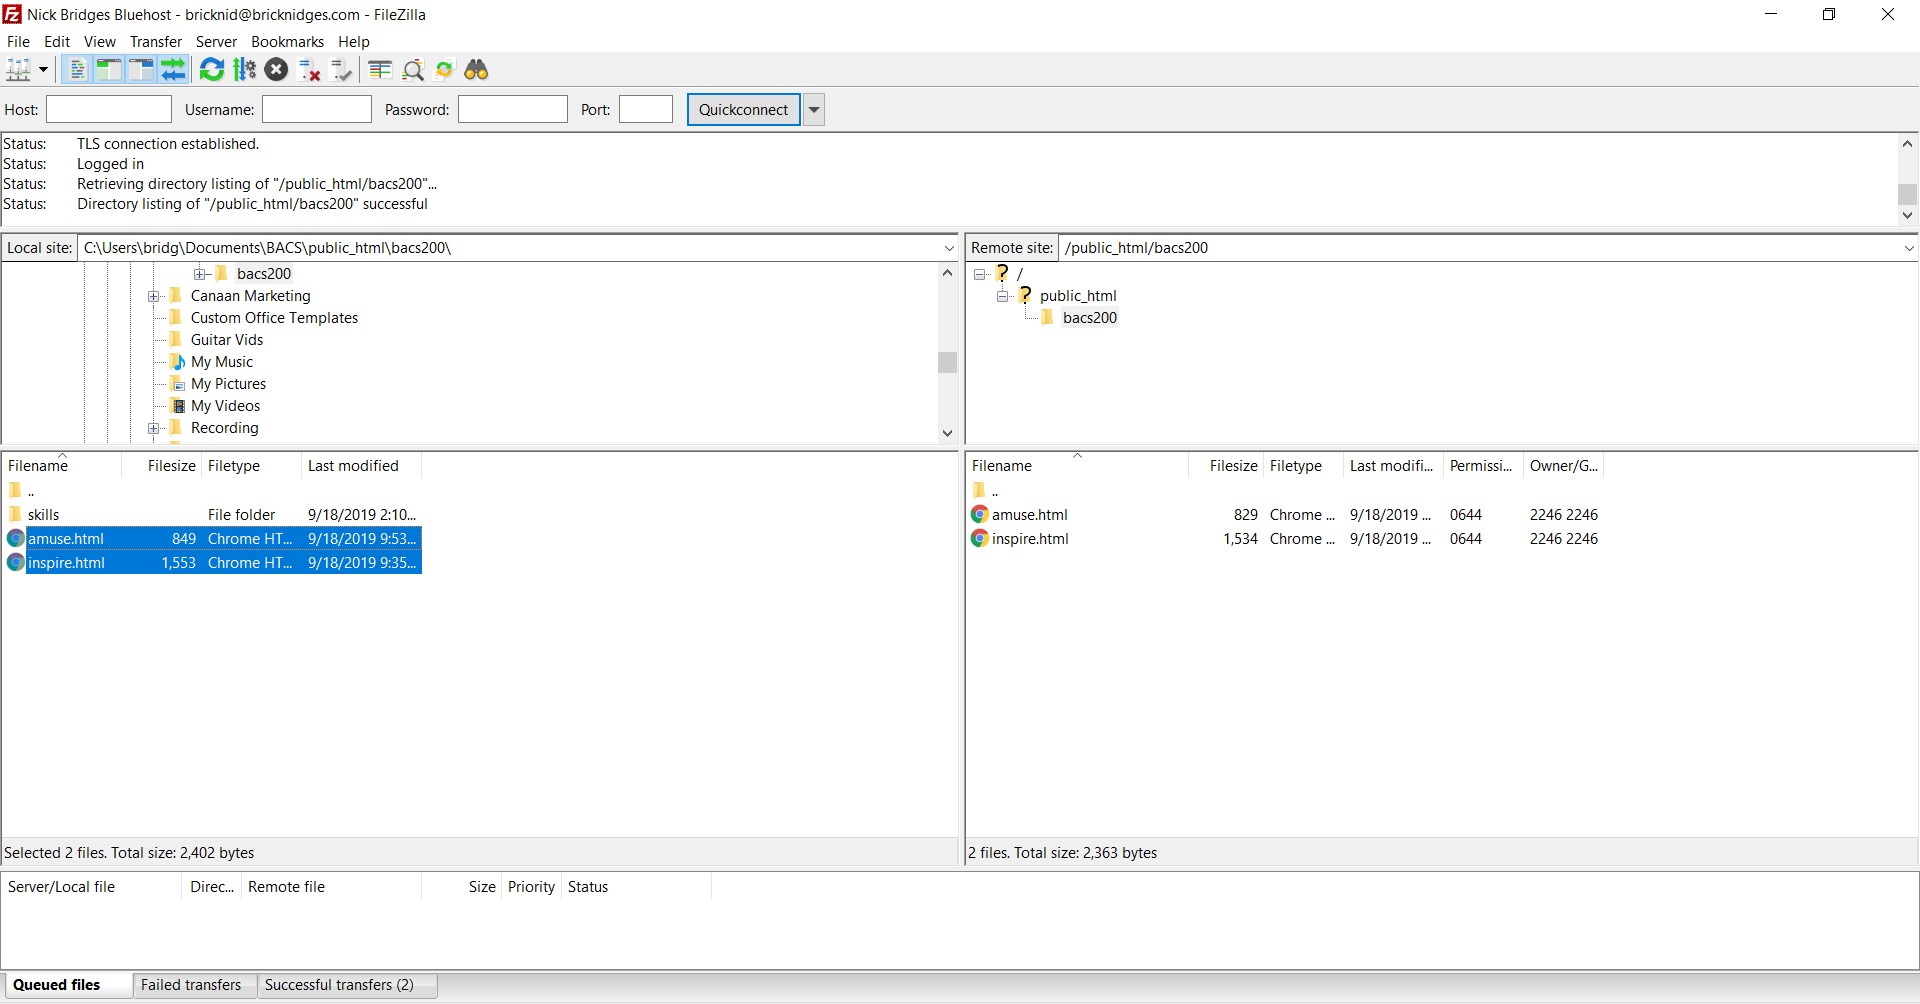 Nick Bridges Bluehost - bricknid@bricknidges.com - FileZilla
File Edit View Transfer Server Bookmarks Help
Host: Username: Password: Port: Quickconnect
Status: TLS connection established.
Status: Logged in
Status: Retrieving directory listing of "/public_html/bacs200"...
Status: Directory listing of "/public_html/bacs200" successful
Local site: C:\Users\bridg\Documents\BACS\public_html\bacs200\
bacs200
Canaan Marketing
Custom Office Templates
Guitar Vids
My Music
My Pictures
My Videos
Recording
Remote site: /public_html/bacs200
/
public_html
bacs200
Filename Filesize Filetype Last modified
..
skills File folder 9/18/2019 2:10...
amuse.html 849 Chrome HT... 9/18/2019 9:53...
inspire.html 1,553 Chrome HT... 9/18/2019 9:35...
Selected 2 files. Total size: 2,402 bytes
Filename Filesize Filetype Last modifi... Permissi... Owner/G...
..
amuse.html 829 Chrome ... 9/18/2019 ... 0644 2246 2246
inspire.html 1,534 Chrome ... 9/18/2019 ... 0644 2246 2246
2 files. Total size: 2,363 bytes
Server/Local file Direc... Remote file Size Priority Status
Queued files Failed transfers Successful transfers (2)